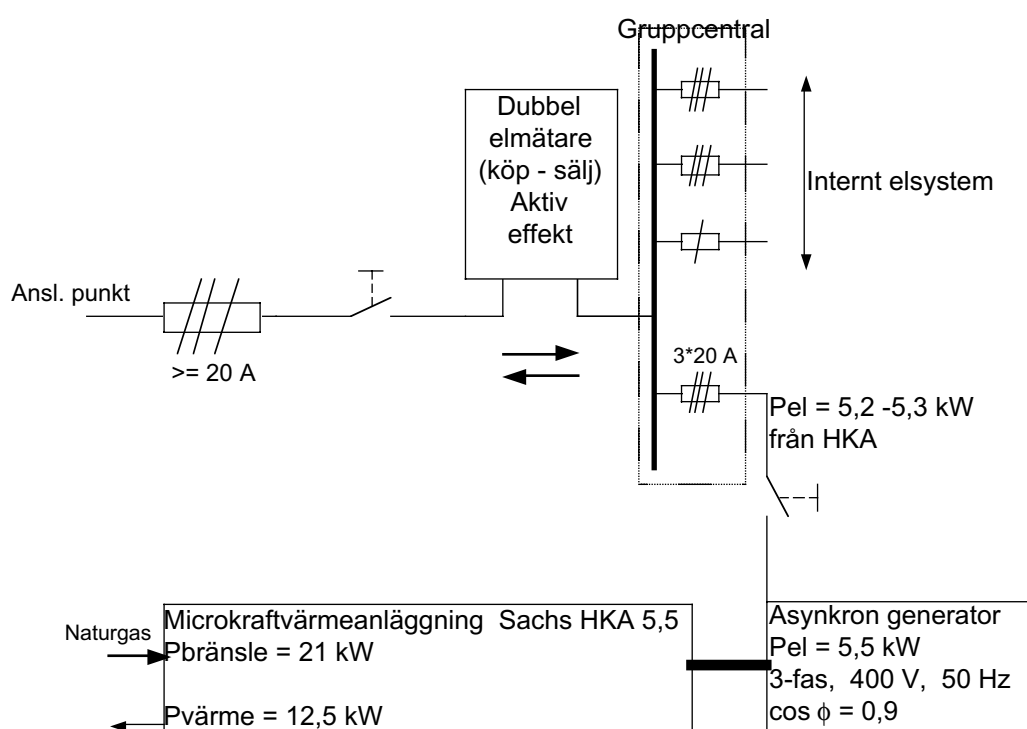 Gruppcentral
Dubbel
elmätare
(köp - sälj)
Aktiv
effekt
Internt elsystem
Ansl. punkt
>= 20 A
3*20 A
Pel = 5,2 -5,3 kW
från HKA
Naturgas
Microkraftvärmeanläggning Sachs HKA 5,5
Pbränsle = 21 kW
Pvärme = 12,5 kW
Asynkron generator
Pel = 5,5 kW
3-fas, 400 V, 50 Hz
cos ϕ = 0,9